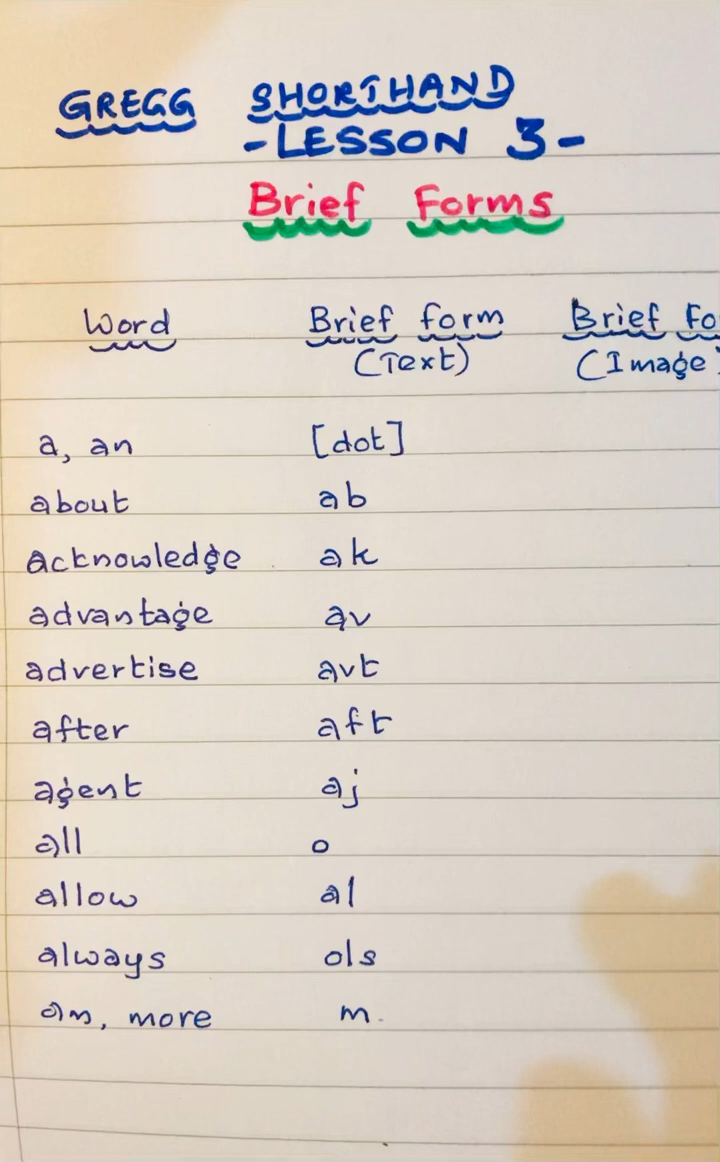 GREGG SHORTHAND
-LESSON 3-
Brief Forms
Word Brief form Brief Fo
(Text) (Image)
a, an [dot]
about ab
acknowledge ak
advantage av
advertise avt
after aft
agent aj
all o
allow al
always ols
am, more m.